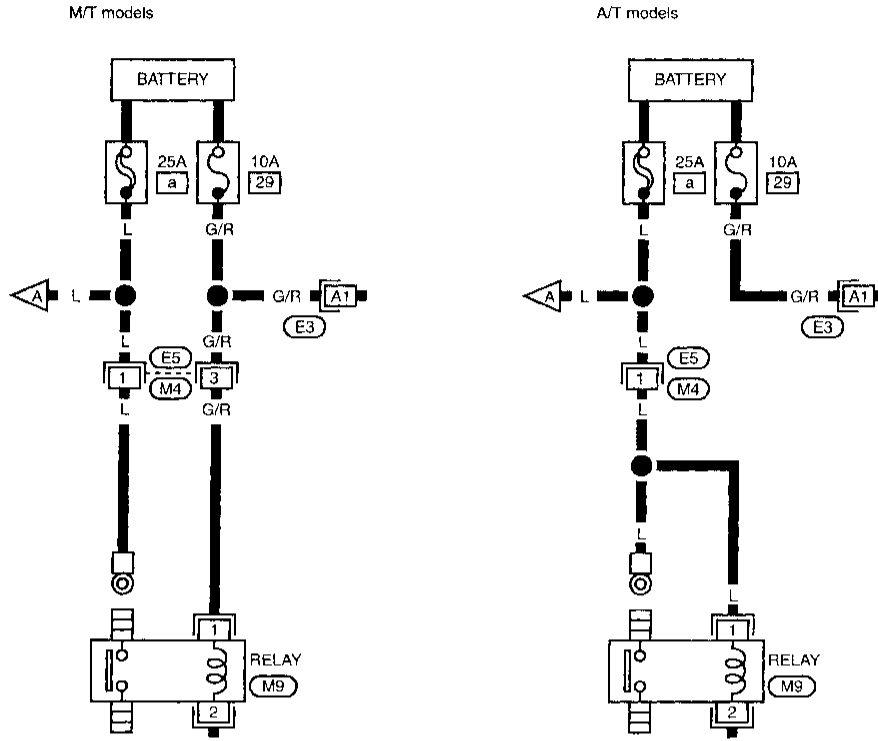 M/T models
BATTERY
25A
a
10A
29
L
G/R
A
L
G/R
A1
E3
L
G/R
1
E5
M4
3
L
G/R
1
RELAY
M9
2
A/T models
BATTERY
25A
a
10A
29
L
G/R
A
L
G/R
A1
E3
L
1
E5
M4
L
L
L
1
RELAY
M9
2